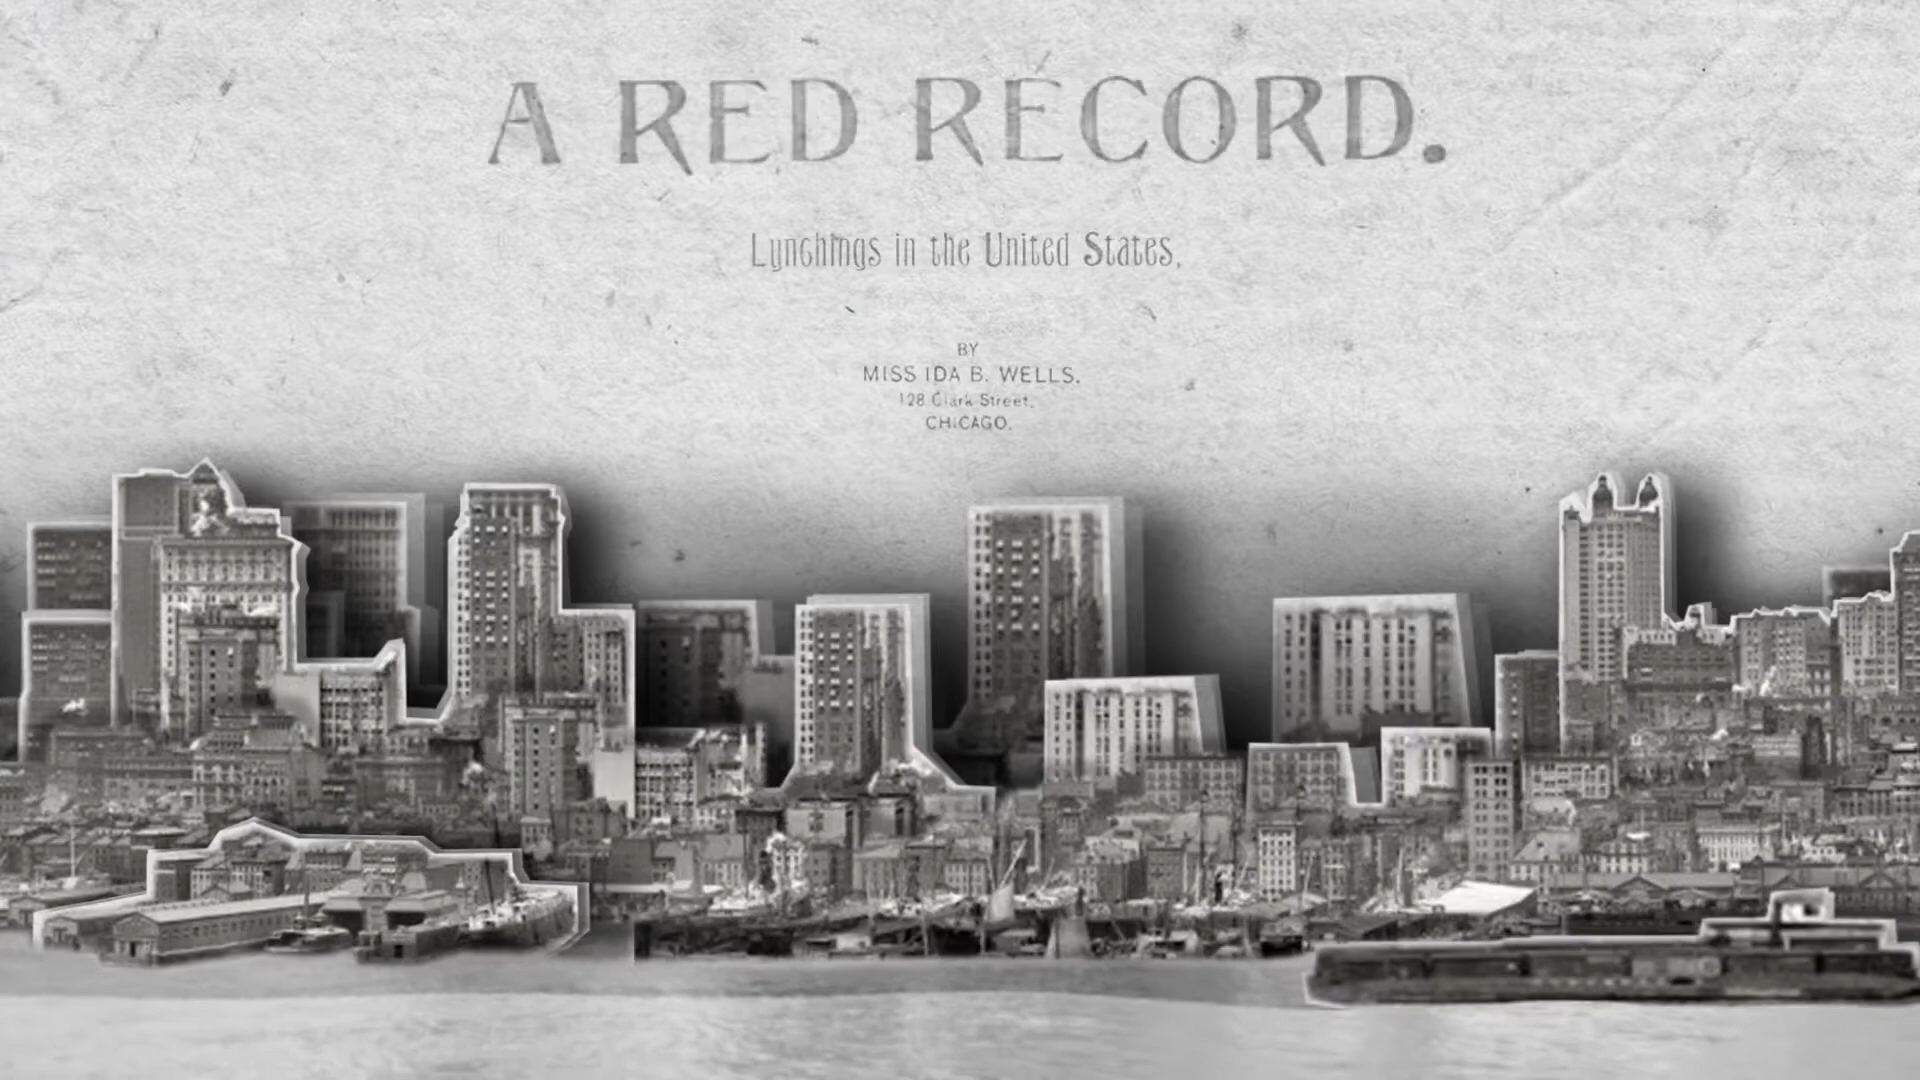 A RED RECORD.
Lynchings in the United States,
BY
MISS IDA B. WELLS.
128 Clark Street,
CHICAGO.